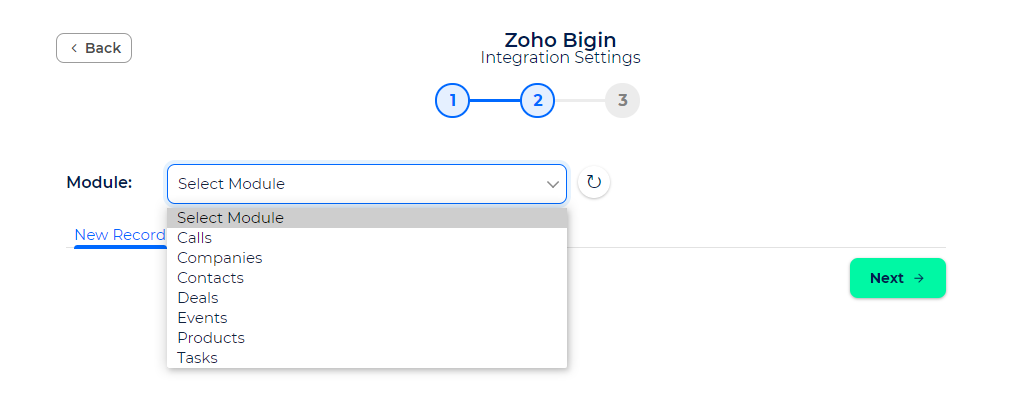 Back
Zoho Bigin
Integration Settings
1
2
3
Module:
Select Module
Select Module
New Record
Calls
Companies
Contacts
Deals
Events
Products
Tasks
Next